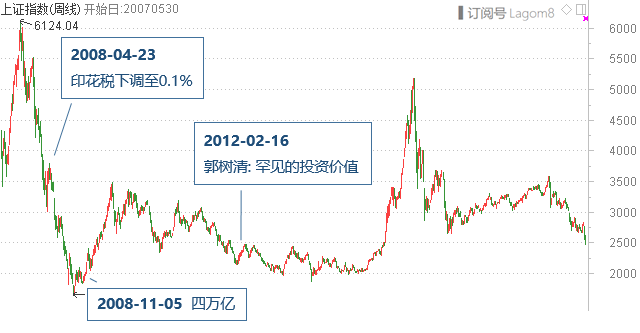 上证指数(周线) 开始日:20070530
订阅号 Lagom8
6124.04
6000
2008-04-23
印花税下调至0.1%
5500
5000
4500
2012-02-16
郭树清: 罕见的投资价值
4000
3500
3000
2500
2000
2008-11-05 四万亿